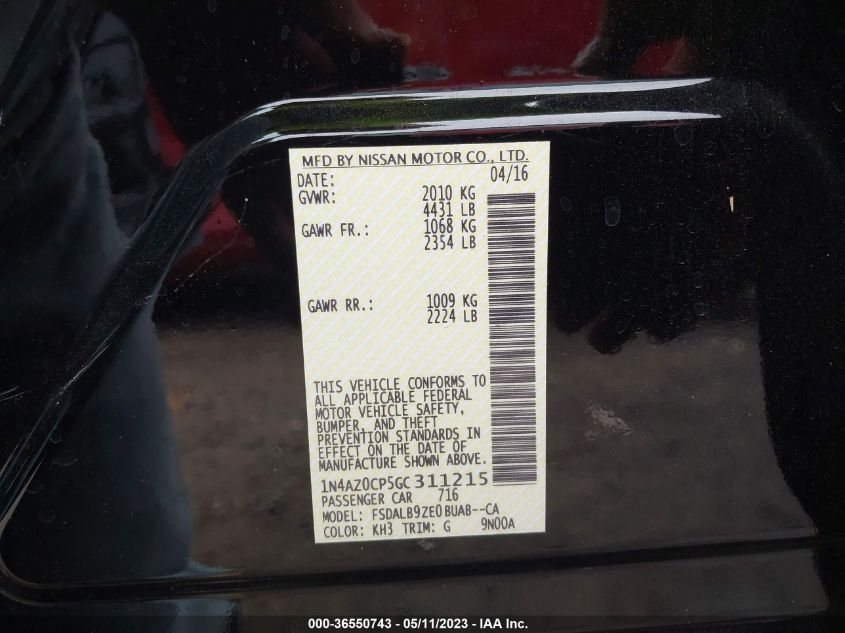 MFD BY NISSAN MOTOR CO., LTD.
DATE: 04/16
GVWR: 2010 KG
4431 LB
GAWR FR.: 1068 KG
2354 LB
GAWR RR.: 1009 KG
2224 LB
THIS VEHICLE CONFORMS TO
ALL APPLICABLE FEDERAL
MOTOR VEHICLE SAFETY,
BUMPER, AND THEFT
PREVENTION STANDARDS IN
EFFECT ON THE DATE OF
MANUFACTURE SHOWN ABOVE.
1N4AZ0CP5GC311215
PASSENGER CAR 716
MODEL: FSDALB9ZE0BUAB--CA
COLOR: KH3 TRIM: G 9N00A
000-36550743 - 05/11/2023 - IAA Inc.